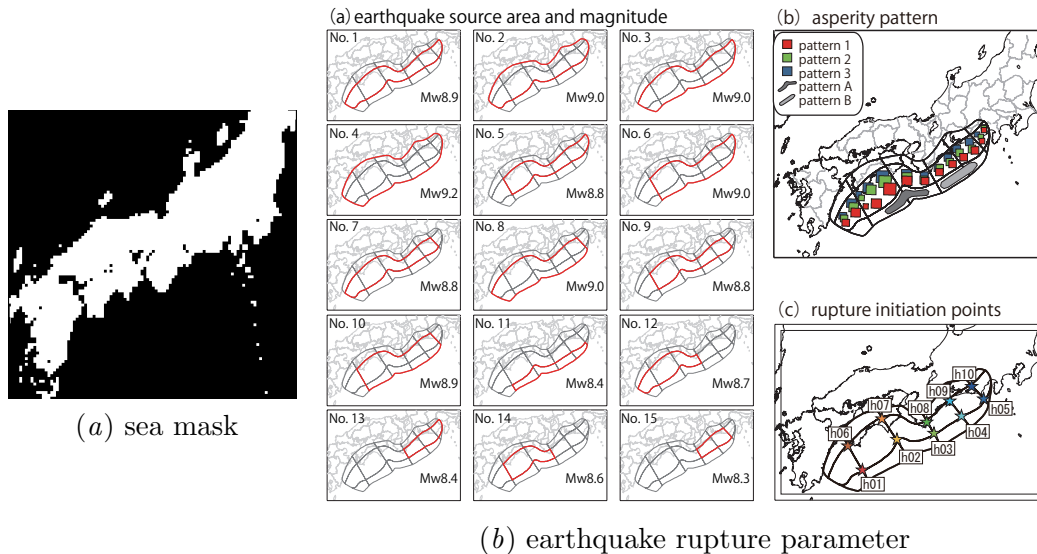 (a) earthquake source area and magnitude
No. 1
Mw8.9
No. 2
Mw9.0
No. 3
Mw9.0
No. 4
Mw9.2
No. 5
Mw8.8
No. 6
Mw9.0
No. 7
Mw8.8
No. 8
Mw9.0
No. 9
Mw8.8
No. 10
Mw8.9
No. 11
Mw8.4
No. 12
Mw8.7
No. 13
Mw8.4
No. 14
Mw8.6
No. 15
Mw8.3
(b) asperity pattern
pattern 1
pattern 2
pattern 3
pattern A
pattern B
(c) rupture initiation points
h10
h09
h05
h07
h08
h04
h06
h03
h02
h01
(a) sea mask
(b) earthquake rupture parameter